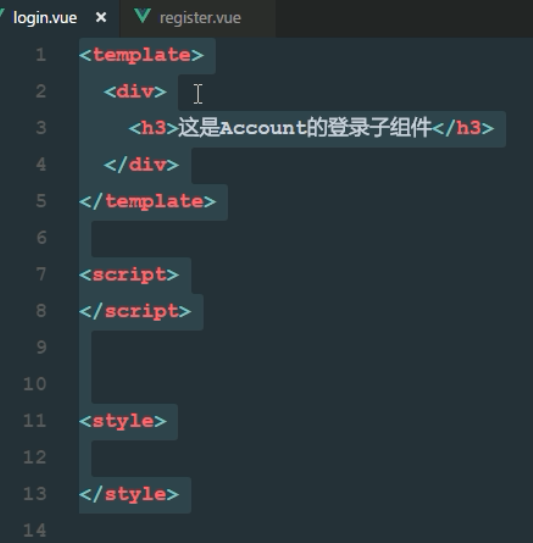 login.vue × register.vue
1 <template>
2 <div>
3 <h3>这是Account的登录子组件</h3>
4 </div>
5 </template>
6
7 <script>
8 </script>
9
10
11 <style>
12
13 </style>
14